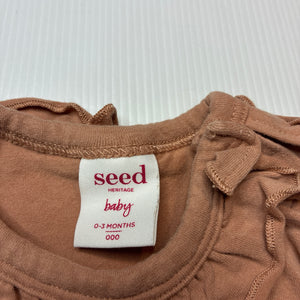 seed
HERITAGE
baby
0-3 MONTHS
000